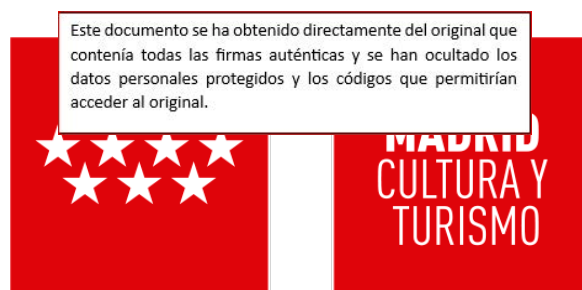 Este documento se ha obtenido directamente del original que
contenía todas las firmas auténticas y se han ocultado los
datos personales protegidos y los códigos que permitirían
acceder al original.
MADRID
CULTURA Y
TURISMO